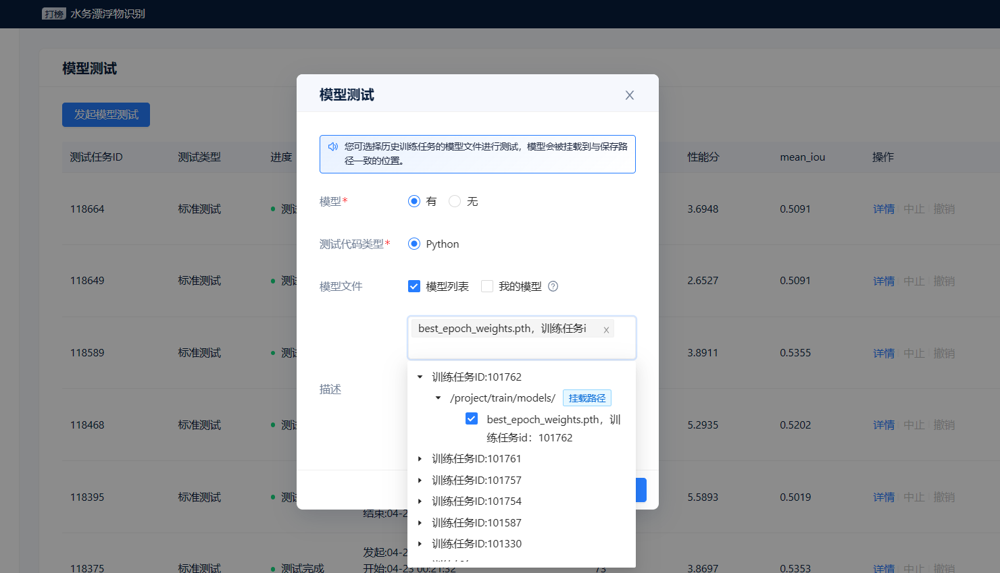 打榜 水务漂浮物识别
模型测试
发起模型测试
测试任务ID 测试类型 进度 性能分 mean_iou 操作
118664 标准测试 测试 3.6948 0.5091 详情 中止 撤销
118649 标准测试 测试 2.6527 0.5091 详情 中止 撤销
118589 标准测试 测试 3.8911 0.5355 详情 中止 撤销
118468 标准测试 测试 5.2935 0.5202 详情 中止 撤销
118395 标准测试 测试 5.5893 0.5019 详情 中止 撤销
结束:04-2
发起:04-2
118375 标准测试 测试完成 开始:04-23 00:21:32 73 3.8697 0.5353 详情 中止 撤销
模型测试
您可选择历史训练任务的模型文件进行测试，模型会被挂载到与保存路
径一致的位置。
模型* 有 无
测试代码类型* Python
模型文件 模型列表 我的模型 ?
best_epoch_weights.pth，训练任务i x
描述
训练任务ID:101762
/project/train/models/ 挂载路径
best_epoch_weights.pth，训
练任务id：101762
训练任务ID:101761
训练任务ID:101757
训练任务ID:101754
训练任务ID:101587
训练任务ID:101330